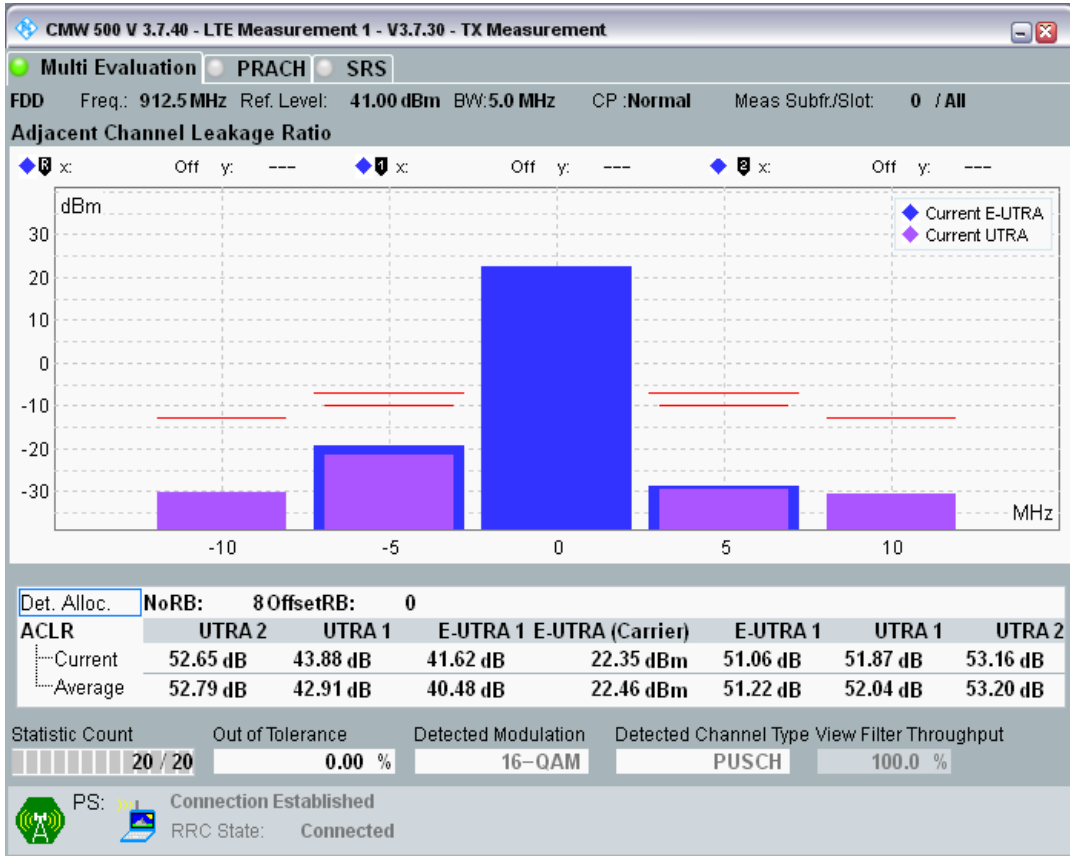 CMW 500 V 3.7.40 - LTE Measurement 1 - V3.7.30 - TX Measurement
Multi Evaluation PRACH SRS
FDD Freq.: 912.5 MHz Ref. Level: 41.00 dBm BW: 5.0 MHz CP :Normal Meas Subfr./Slot: 0 / All
Adjacent Channel Leakage Ratio
R x: Off y: --- 1 x: Off y: --- 2 x: Off y: ---
dBm
Current E-UTRA
Current UTRA
30
20
10
0
-10
-20
-30
MHz
-10 -5 0 5 10
Det. Alloc. NoRB: 8 OffsetRB: 0
ACLR UTRA 2 UTRA 1 E-UTRA 1 E-UTRA (Carrier) E-UTRA 1 UTRA 1 UTRA 2
Current 52.65 dB 43.88 dB 41.62 dB 22.35 dBm 51.06 dB 51.87 dB 53.16 dB
Average 52.79 dB 42.91 dB 40.48 dB 22.46 dBm 51.22 dB 52.04 dB 53.20 dB
Statistic Count Out of Tolerance Detected Modulation Detected Channel Type View Filter Throughput
20 / 20 0.00 % 16-QAM PUSCH 100.0 %
PS: Connection Established
RRC State: Connected